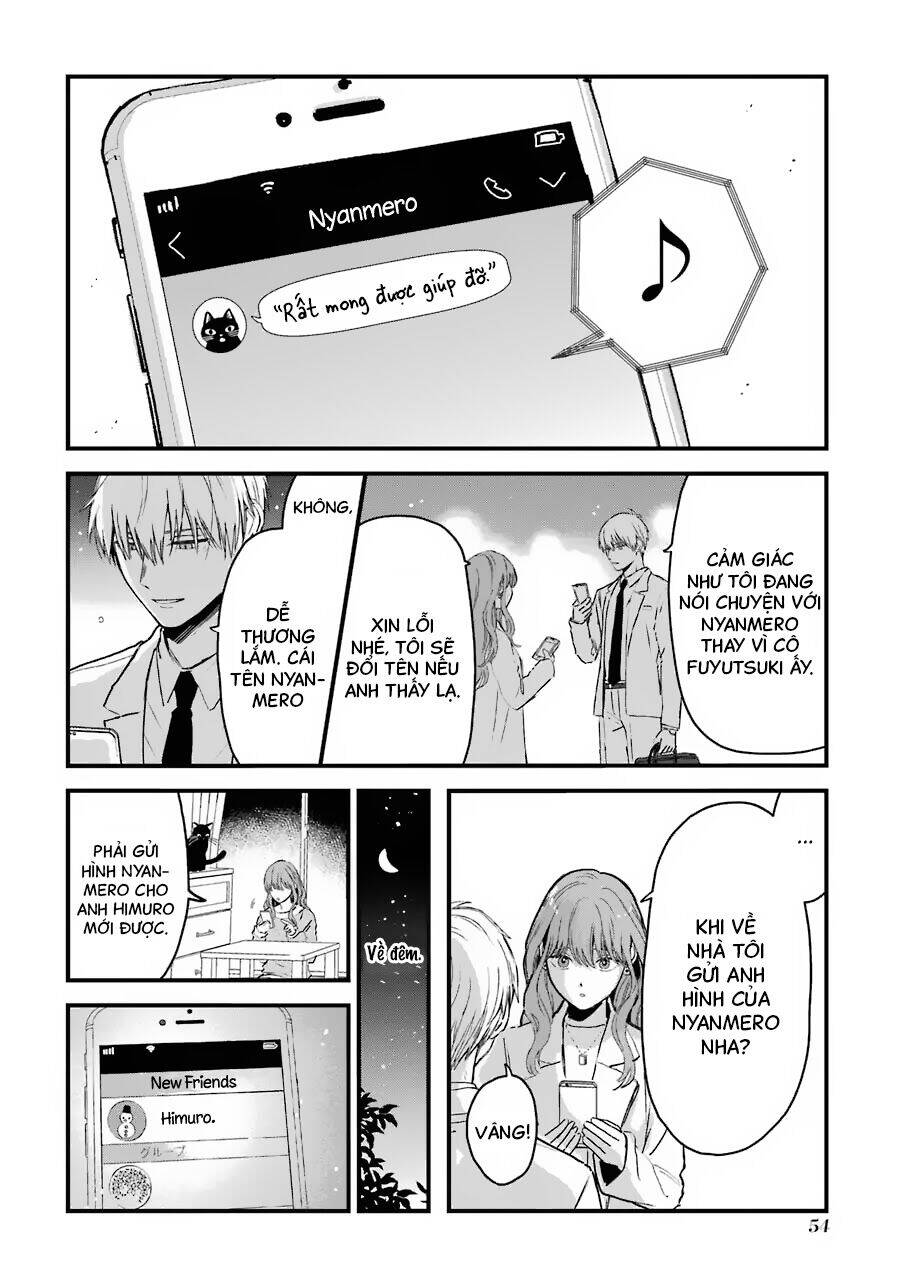 Nyanmero
“Rất mong được giúp đỡ.”
CẢM GIÁC
NHƯ TÔI ĐANG
NÓI CHUYỆN VỚI
NYANMERO
THAY VÌ CÔ
FUYUTSUKI ẤY.
XIN LỖI
NHÉ, TÔI SẼ
ĐỔI TÊN NẾU
ANH THẤY LẠ.
KHÔNG,
DỄ
THƯƠNG
LẮM. CÁI
TÊN NYAN-
MERO
...
KHI VỀ
NHÀ TÔI
GỬI ANH
HÌNH CỦA
NYANMERO
NHA?
VÂNG!
Về đêm.
PHẢI GỬI
HÌNH NYAN-
MERO CHO
ANH HIMURO
MỚI ĐƯỢC.
New Friends
Himuro.
グループ
54